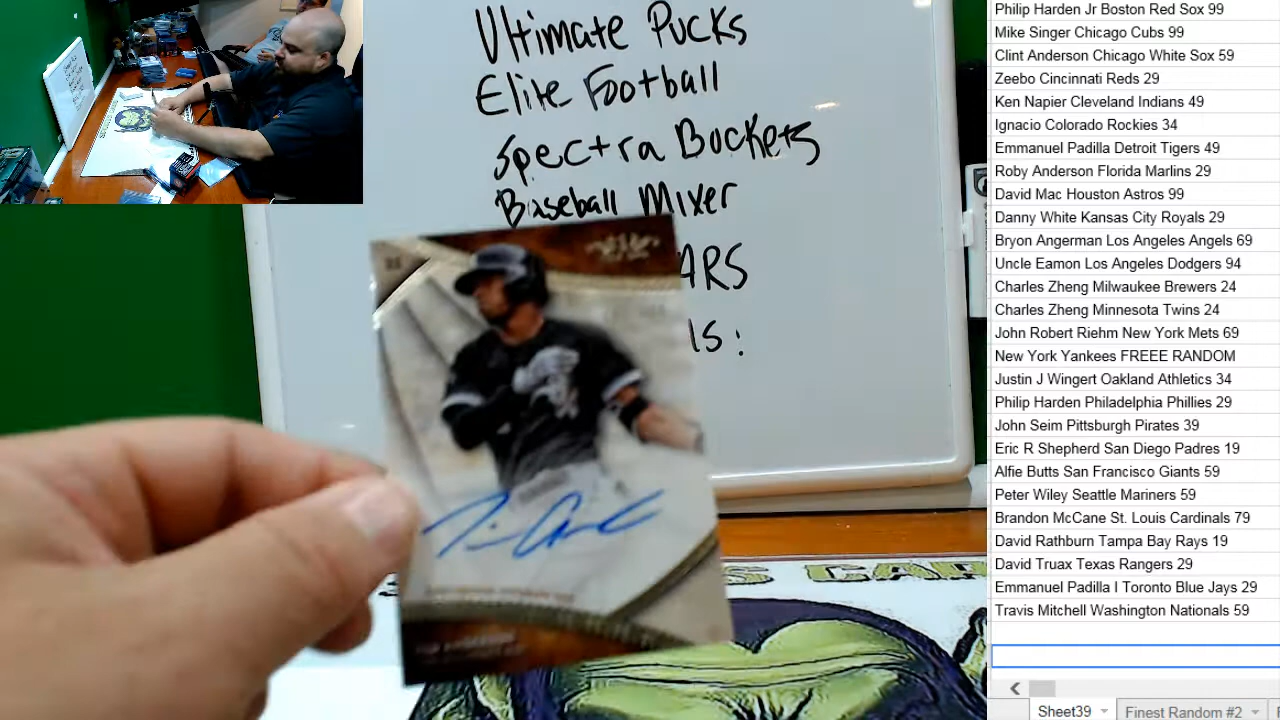 Ultimate Pucks
Elite Football
Spectra Buckets
Baseball Mixer
ARS
IS:
S CAR
Philip Harden Jr Boston Red Sox 99
Mike Singer Chicago Cubs 99
Clint Anderson Chicago White Sox 59
Zeebo Cincinnati Reds 29
Ken Napier Cleveland Indians 49
Ignacio Colorado Rockies 34
Emmanuel Padilla Detroit Tigers 49
Roby Anderson Florida Marlins 29
David Mac Houston Astros 99
Danny White Kansas City Royals 29
Bryon Angerman Los Angeles Angels 69
Uncle Eamon Los Angeles Dodgers 94
Charles Zheng Milwaukee Brewers 24
Charles Zheng Minnesota Twins 24
John Robert Riehm New York Mets 69
New York Yankees FREEE RANDOM
Justin J Wingert Oakland Athletics 34
Philip Harden Philadelphia Phillies 29
John Seim Pittsburgh Pirates 39
Eric R Shepherd San Diego Padres 19
Alfie Butts San Francisco Giants 59
Peter Wiley Seattle Mariners 59
Brandon McCane St. Louis Cardinals 79
David Rathburn Tampa Bay Rays 19
David Truax Texas Rangers 29
Emmanuel Padilla I Toronto Blue Jays 29
Travis Mitchell Washington Nationals 59
Sheet39 Finest Random #2